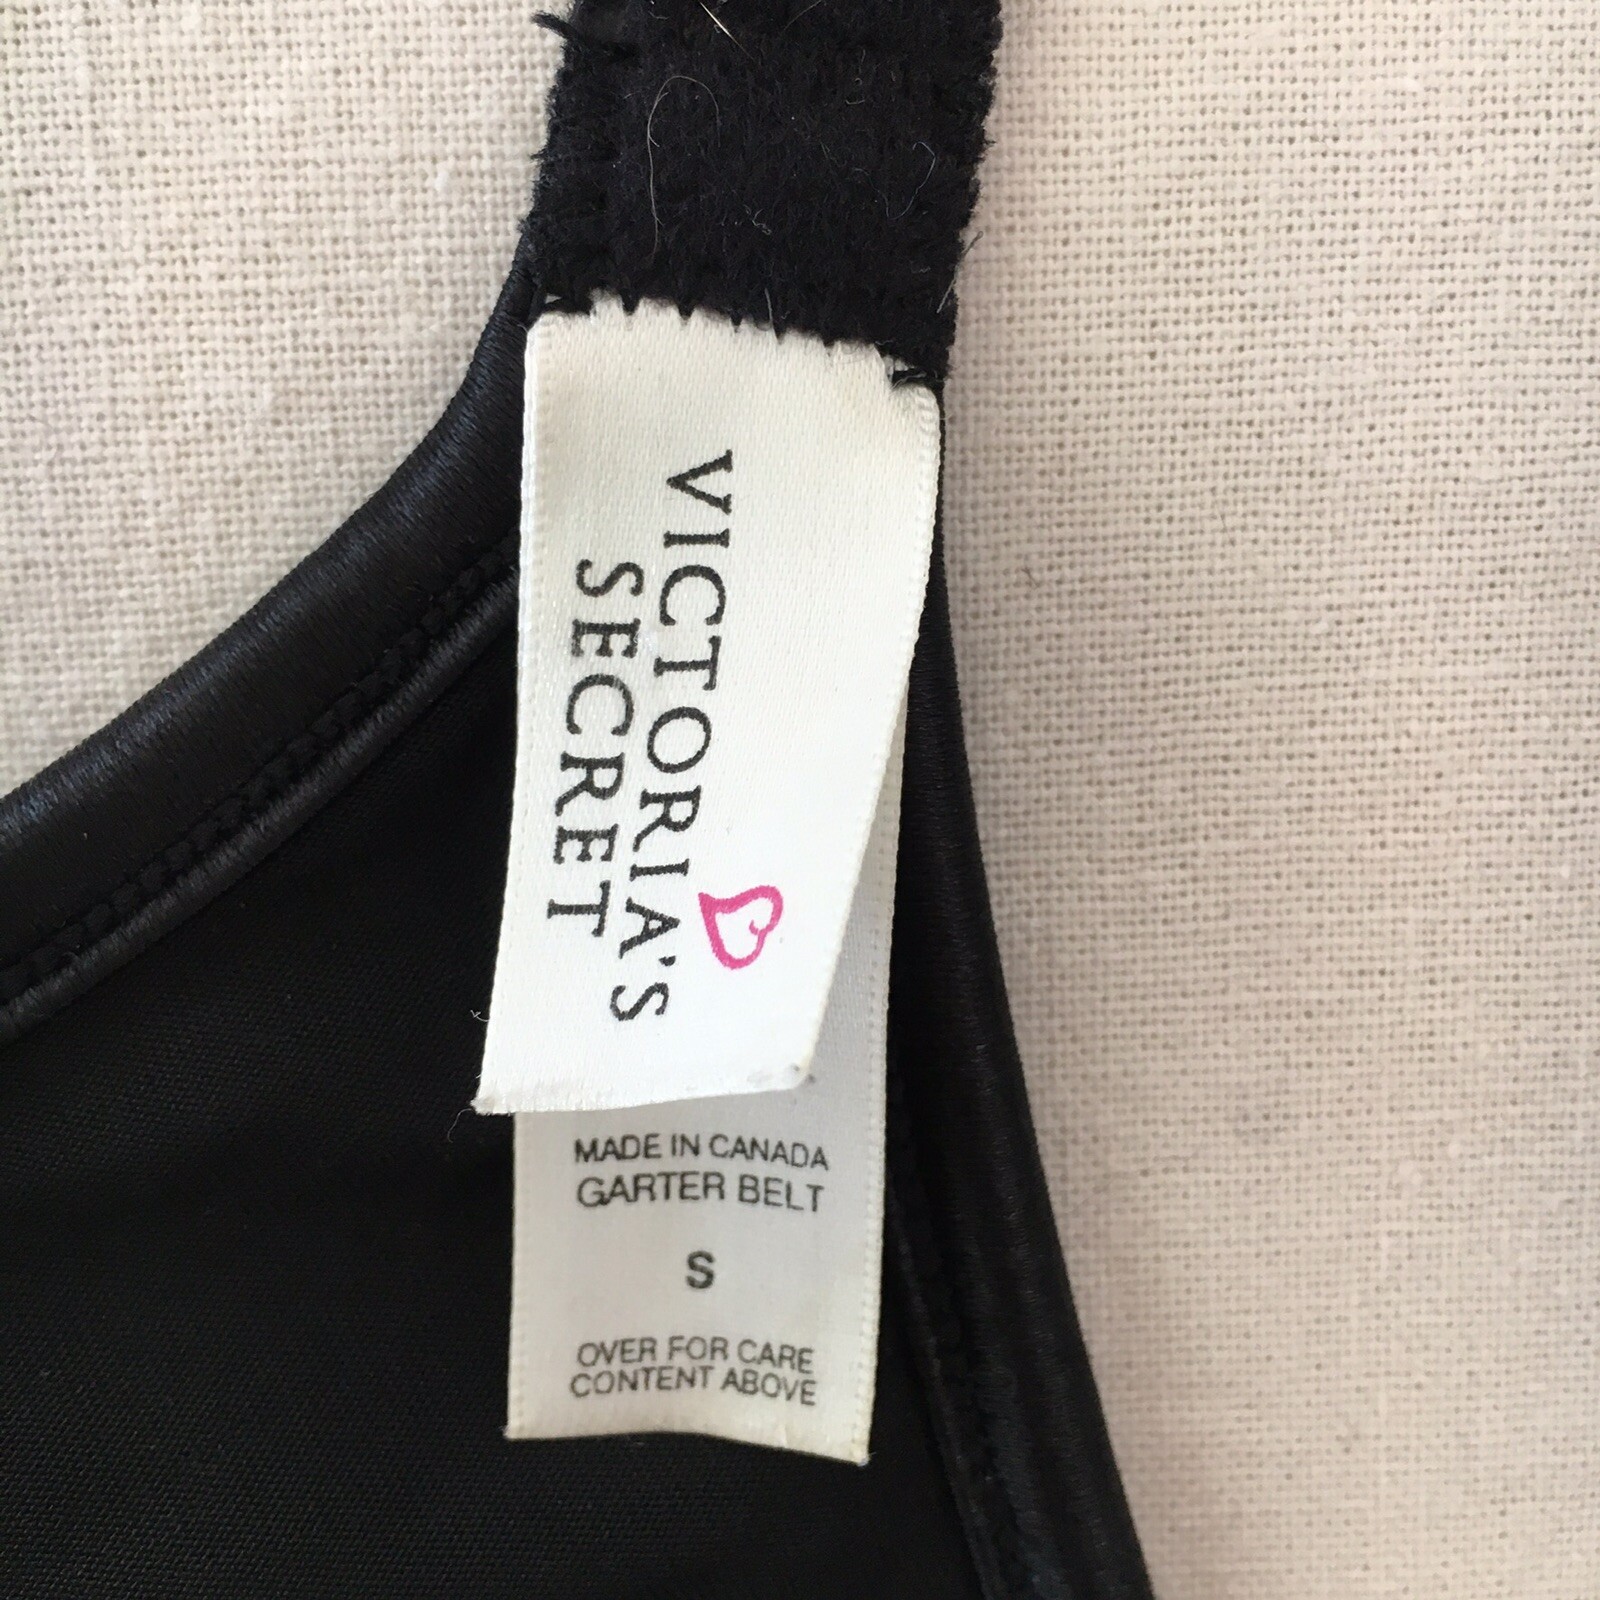 VICTORIA'S
SECRET
MADE IN CANADA
GARTER BELT
S
OVER FOR CARE
CONTENT ABOVE